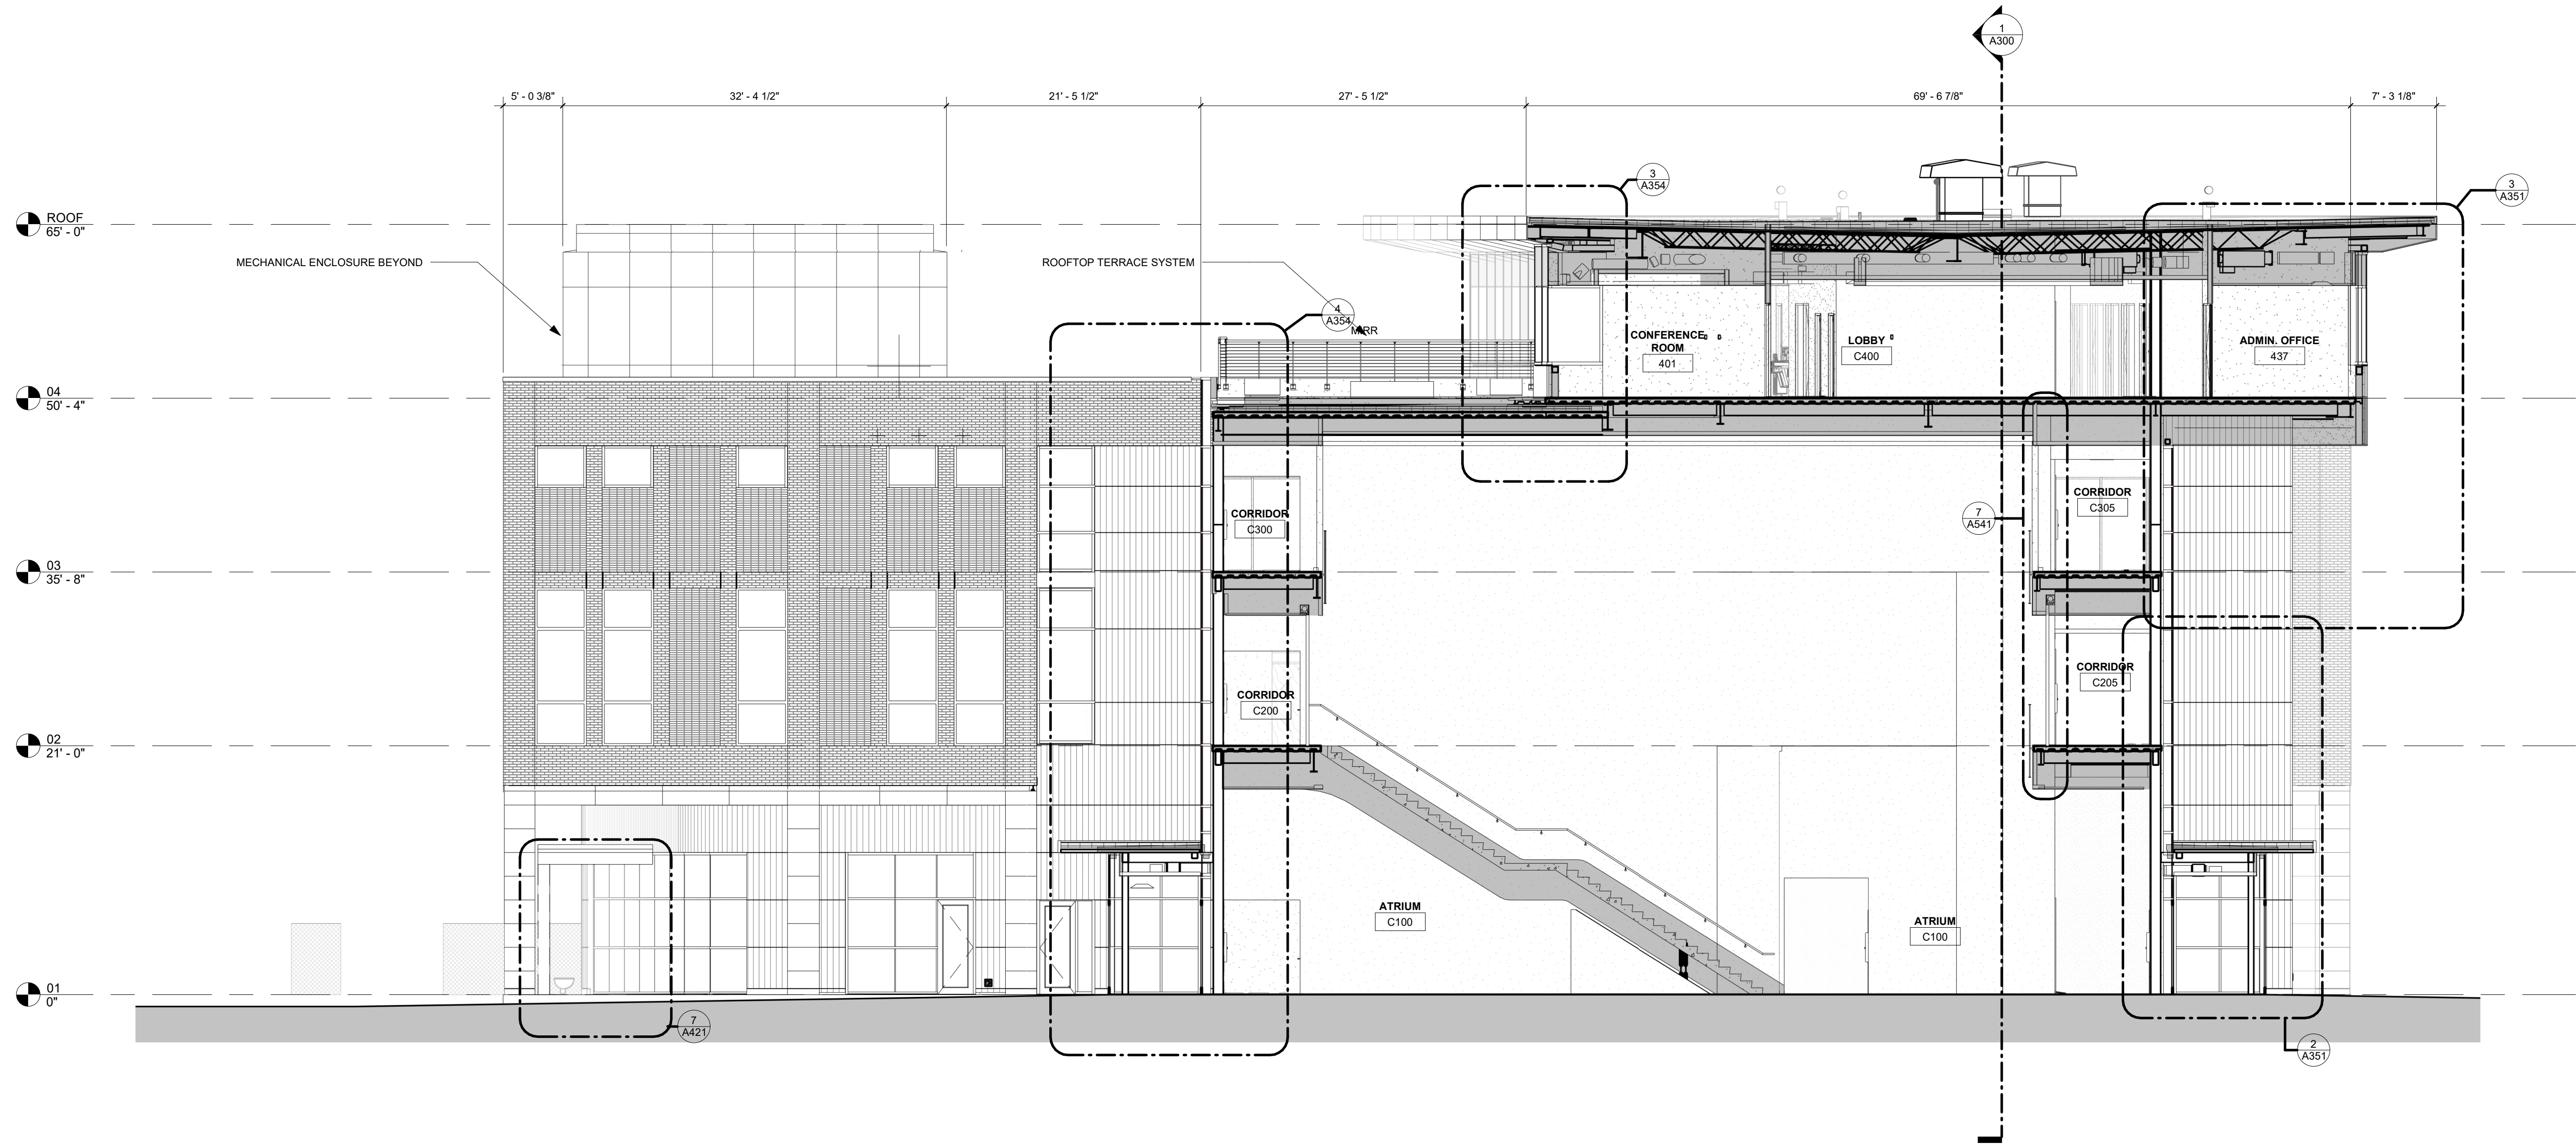 1
A300
5' - 0 3/8"
32' - 4 1/2"
21' - 5 1/2"
27' - 5 1/2"
69' - 6 7/8"
7' - 3 1/8"
3
A354
3
A351
ROOF
65' - 0"
MECHANICAL ENCLOSURE BEYOND
ROOFTOP TERRACE SYSTEM
4
A354
MIRR
CONFERENCE
ROOM
401
LOBBY
C400
ADMIN. OFFICE
437
04
50' - 4"
CORRIDOR
C300
CORRIDOR
C305
7
A541
03
35' - 8"
CORRIDOR
C200
CORRIDOR
C205
02
21' - 0"
ATRIUM
C100
ATRIUM
C100
01
0"
7
A421
2
A351